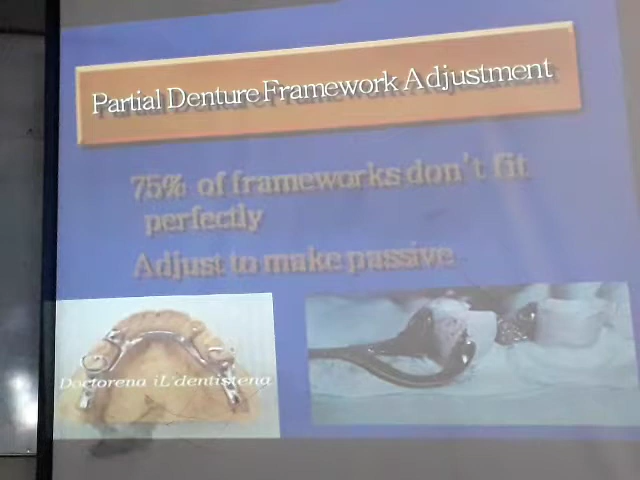 Partial Denture Framework Adjustment
75% of frameworks don't fit
perfectly
Adjust to make passive
Doctorena iL'dentistena